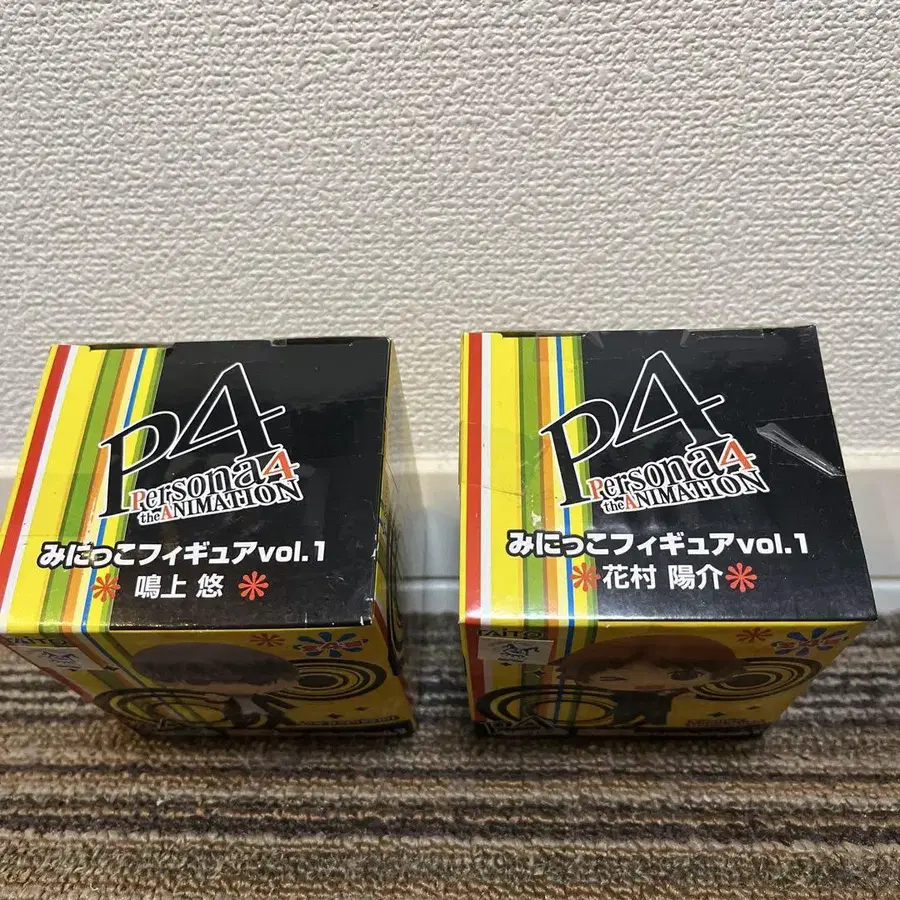 P4
Persona4
the ANIMATION
みにっこフィギュアvol.1
鳴上 悠
TAITO
P4
Persona4
the ANIMATION
みにっこフィギュアvol.1
花村 陽介
TAITO